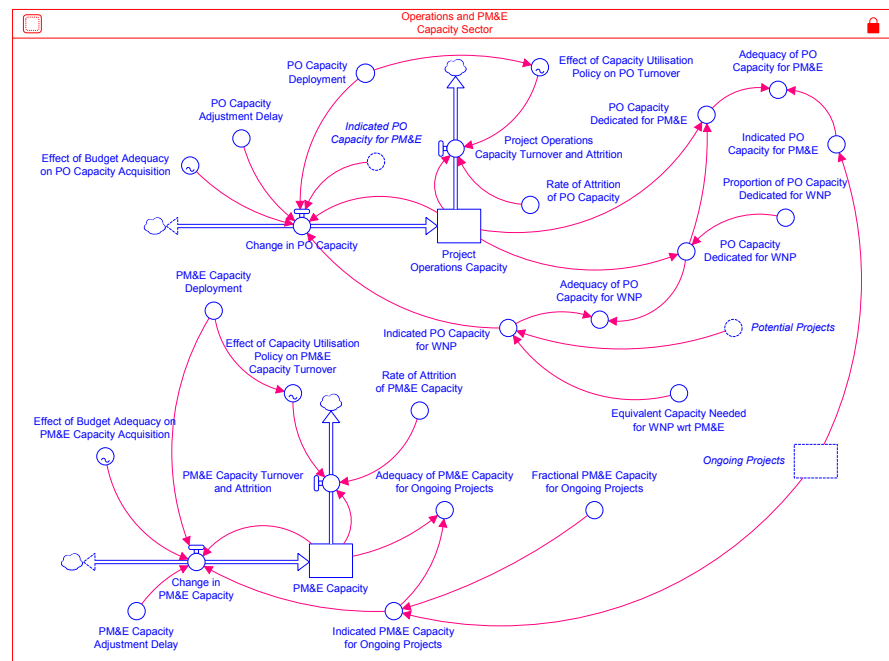 Operations and PM&E
Capacity Sector
PO Capacity
Deployment
Effect of Capacity Utilisation
Policy on PO Turnover
Adequacy of PO
Capacity for PM&E
PO Capacity
Adjustment Delay
Indicated PO
Capacity for PM&E
PO Capacity
Dedicated for PM&E
Effect of Budget Adequacy
on PO Capacity Acquisition
Project Operations
Capacity Turnover and Attrition
Indicated PO
Capacity for PM&E
Rate of Attrition
of PO Capacity
Proportion of PO Capacity
Dedicated for WNP
Change in PO Capacity
Project
Operations Capacity
PO Capacity
Dedicated for WNP
PM&E Capacity
Deployment
Adequacy of PO
Capacity for WNP
Indicated PO Capacity
for WNP
Potential Projects
Effect of Capacity Utilisation
Policy on PM&E
Capacity Turnover
Rate of Attrition
of PM&E Capacity
Equivalent Capacity Needed
for WNP wrt PM&E
Effect of Budget Adequacy on
PM&E Capacity Acquisition
Ongoing Projects
PM&E Capacity Turnover
and Attrition
Adequacy of PM&E Capacity
for Ongoing Projects
Fractional PM&E Capacity
for Ongoing Projects
Change in
PM&E Capacity
PM&E Capacity
PM&E Capacity
Adjustment Delay
Indicated PM&E Capacity
for Ongoing Projects